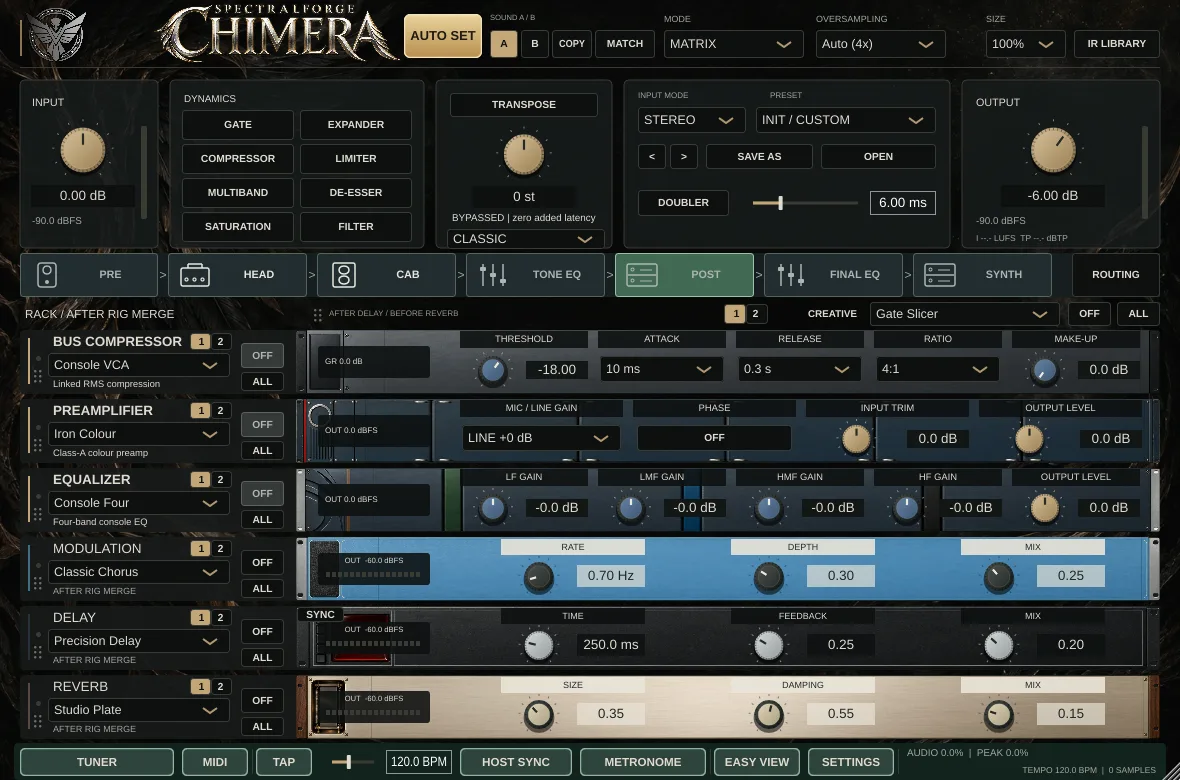 SPECTRALFORGE
CHIMERA
AUTO SET
SOUND A / B
A B COPY MATCH
MODE
MATRIX
OVERSAMPLING
Auto (4x)
SIZE
100%
IR LIBRARY
INPUT
0.00 dB
-90.0 dBFS
DYNAMICS
GATE EXPANDER
COMPRESSOR LIMITER
MULTIBAND DE-ESSER
SATURATION FILTER
TRANSPOSE
0 st
BYPASSED | zero added latency
CLASSIC
INPUT MODE PRESET
STEREO INIT / CUSTOM
< > SAVE AS OPEN
DOUBLER 6.00 ms
OUTPUT
-6.00 dB
-90.0 dBFS
I --.- LUFS TP --.- dBTP
PRE > HEAD > CAB > TONE EQ > POST > FINAL EQ > SYNTH ROUTING
RACK / AFTER RIG MERGE AFTER DELAY / BEFORE REVERB 1 2 CREATIVE Gate Slicer OFF ALL
BUS COMPRESSOR 1 2
Console VCA
Linked RMS compression
OFF
ALL
GR 0.0 dB
THRESHOLD ATTACK RELEASE RATIO MAKE-UP
-18.00 10 ms 0.3 s 4:1 0.0 dB
PREAMPLIFIER 1 2
Iron Colour
Class-A colour preamp
OFF
ALL
OUT 0.0 dBFS
MIC / LINE GAIN PHASE INPUT TRIM OUTPUT LEVEL
LINE +0 dB OFF 0.0 dB 0.0 dB
EQUALIZER 1 2
Console Four
Four-band console EQ
OFF
ALL
OUT 0.0 dBFS
LF GAIN LMF GAIN HMF GAIN HF GAIN OUTPUT LEVEL
-0.0 dB -0.0 dB -0.0 dB -0.0 dB 0.0 dB
MODULATION 1 2
Classic Chorus
AFTER RIG MERGE
OFF
ALL
OUT -60.0 dBFS
RATE DEPTH MIX
0.70 Hz 0.30 0.25
DELAY 1 2
Precision Delay
AFTER RIG MERGE
OFF
ALL
SYNC
OUT -60.0 dBFS
TIME FEEDBACK MIX
250.0 ms 0.25 0.20
REVERB 1 2
Studio Plate
AFTER RIG MERGE
OFF
ALL
OUT -60.0 dBFS
SIZE DAMPING MIX
0.35 0.55 0.15
TUNER MIDI TAP 120.0 BPM HOST SYNC METRONOME EASY VIEW SETTINGS
AUDIO 0.0% | PEAK 0.0%
TEMPO 120.0 BPM | 0 SAMPLES